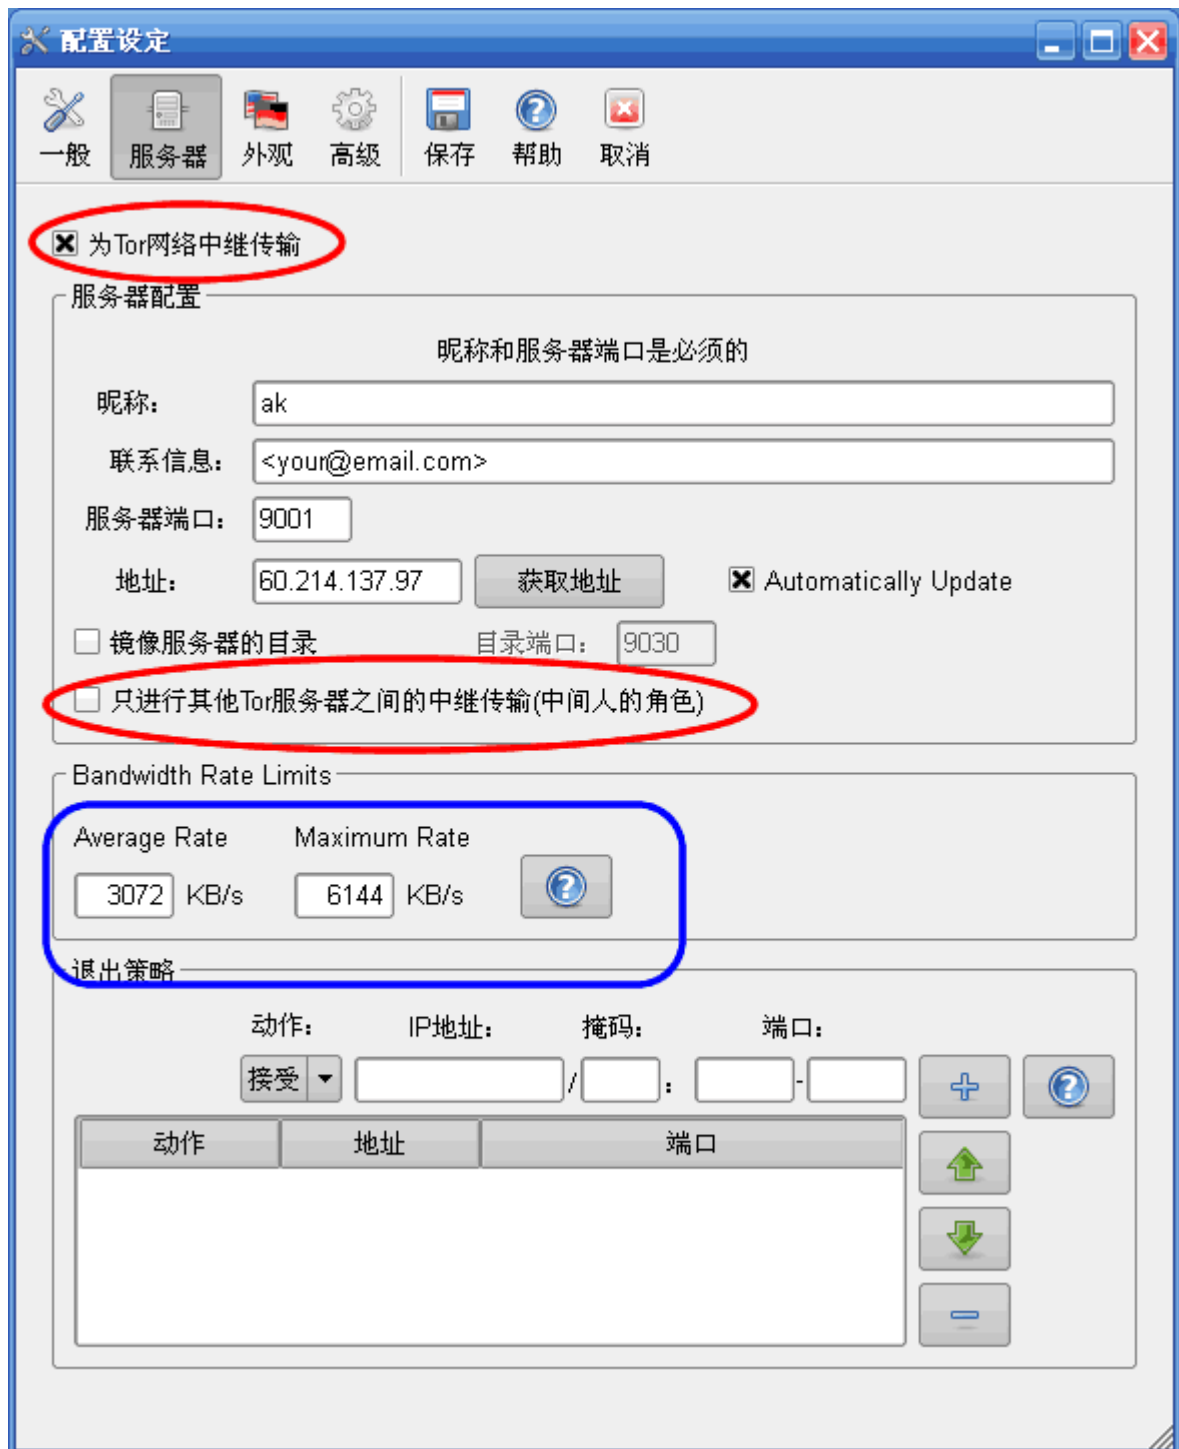 配置设定
一般 服务器 外观 高级 保存 帮助 取消
为Tor网络中继传输
服务器配置
昵称和服务器端口是必须的
昵称: ak
联系信息: <your@email.com>
服务器端口: 9001
地址: 60.214.137.97 获取地址 Automatically Update
镜像服务器的目录 目录端口: 9030
只进行其他Tor服务器之间的中继传输(中间人的角色)
Bandwidth Rate Limits
Average Rate Maximum Rate
3072 KB/s 6144 KB/s
退出策略
动作: IP地址: 掩码: 端口:
接受 / : -
动作 地址 端口